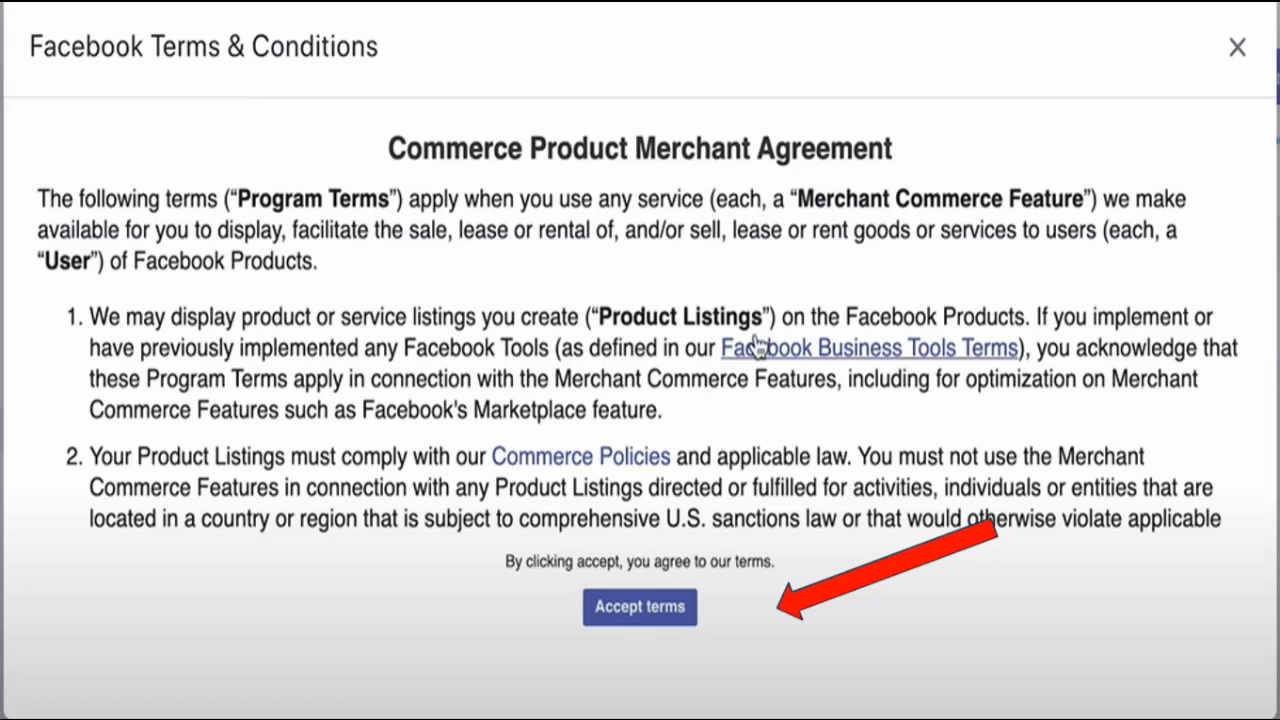 Facebook Terms & Conditions
Commerce Product Merchant Agreement
The following terms (“Program Terms”) apply when you use any service (each, a “Merchant Commerce Feature”) we make
available for you to display, facilitate the sale, lease or rental of, and/or sell, lease or rent goods or services to users (each, a
“User”) of Facebook Products.
1. We may display product or service listings you create (“Product Listings”) on the Facebook Products. If you implement or
have previously implemented any Facebook Tools (as defined in our Facebook Business Tools Terms), you acknowledge that
these Program Terms apply in connection with the Merchant Commerce Features, including for optimization on Merchant
Commerce Features such as Facebook's Marketplace feature.
2. Your Product Listings must comply with our Commerce Policies and applicable law. You must not use the Merchant
Commerce Features in connection with any Product Listings directed or fulfilled for activities, individuals or entities that are
located in a country or region that is subject to comprehensive U.S. sanctions law or that would otherwise violate applicable
By clicking accept, you agree to our terms.
Accept terms